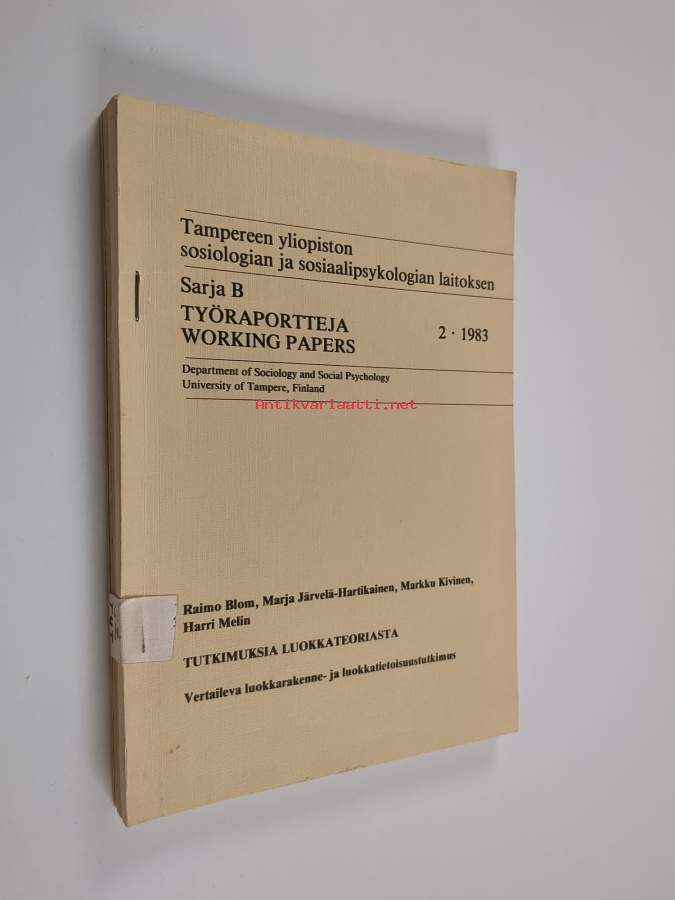 Tampereen yliopiston
sosiologian ja sosiaalipsykologian laitoksen
Sarja B
TYÖRAPORTTEJA
WORKING PAPERS
2 · 1983
Department of Sociology and Social Psychology
University of Tampere, Finland
Antikvariaatti.net
Raimo Blom, Marja Järvelä-Hartikainen, Markku Kivinen,
Harri Melin
TUTKIMUKSIA LUOKKATEORIASTA
Vertaileva luokkarakenne- ja luokkatietoisuustutkimus